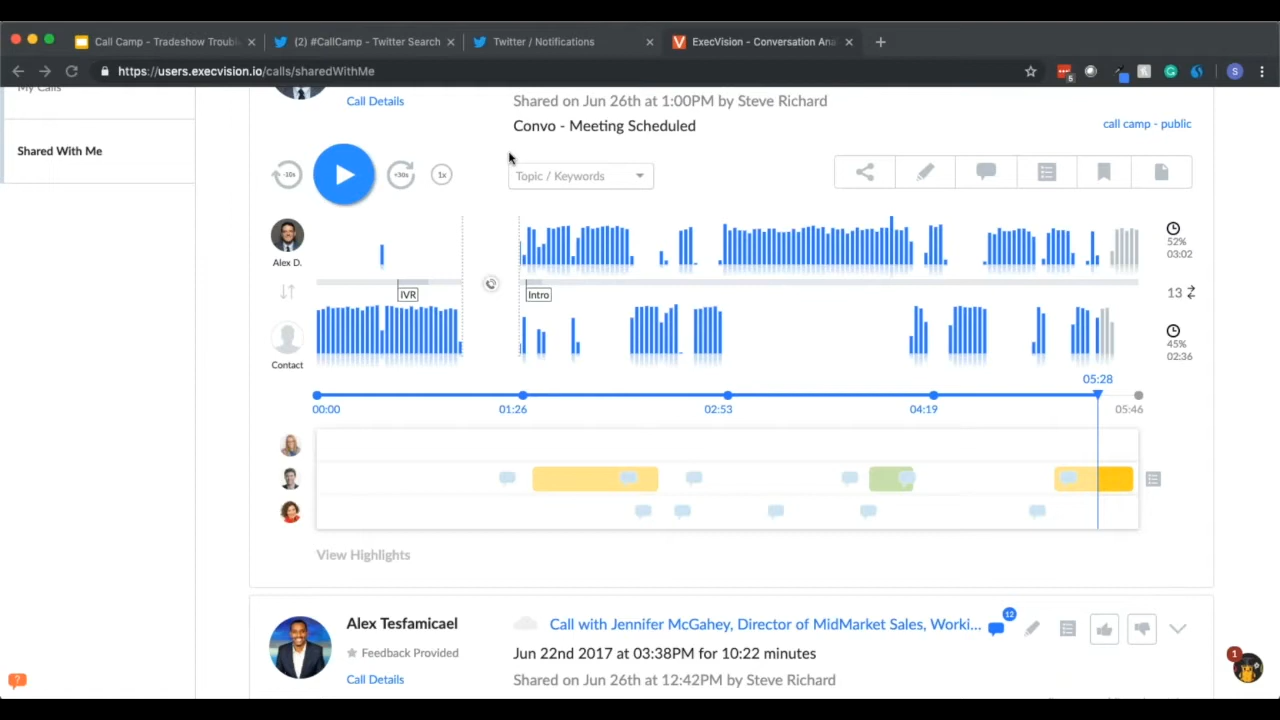 Call Camp - Tradeshow Troubl
(2) #CallCamp - Twitter Search
Twitter / Notifications
ExecVision - Conversation Ana
https://users.execvision.io/calls/sharedWithMe
5
S
My Calls
Shared With Me
Call Details
Shared on Jun 26th at 1:00PM by Steve Richard
Convo - Meeting Scheduled
call camp - public
-10s
+30s
1x
Topic / Keywords
Alex D.
52%
03:02
IVR
Intro
13
Contact
45%
02:36
05:28
00:00
01:26
02:53
04:19
05:46
View Highlights
Alex Tesfamicael
Feedback Provided
Call Details
Call with Jennifer McGahey, Director of MidMarket Sales, Worki...
12
Jun 22nd 2017 at 03:38PM for 10:22 minutes
Shared on Jun 26th at 12:42PM by Steve Richard
?
1